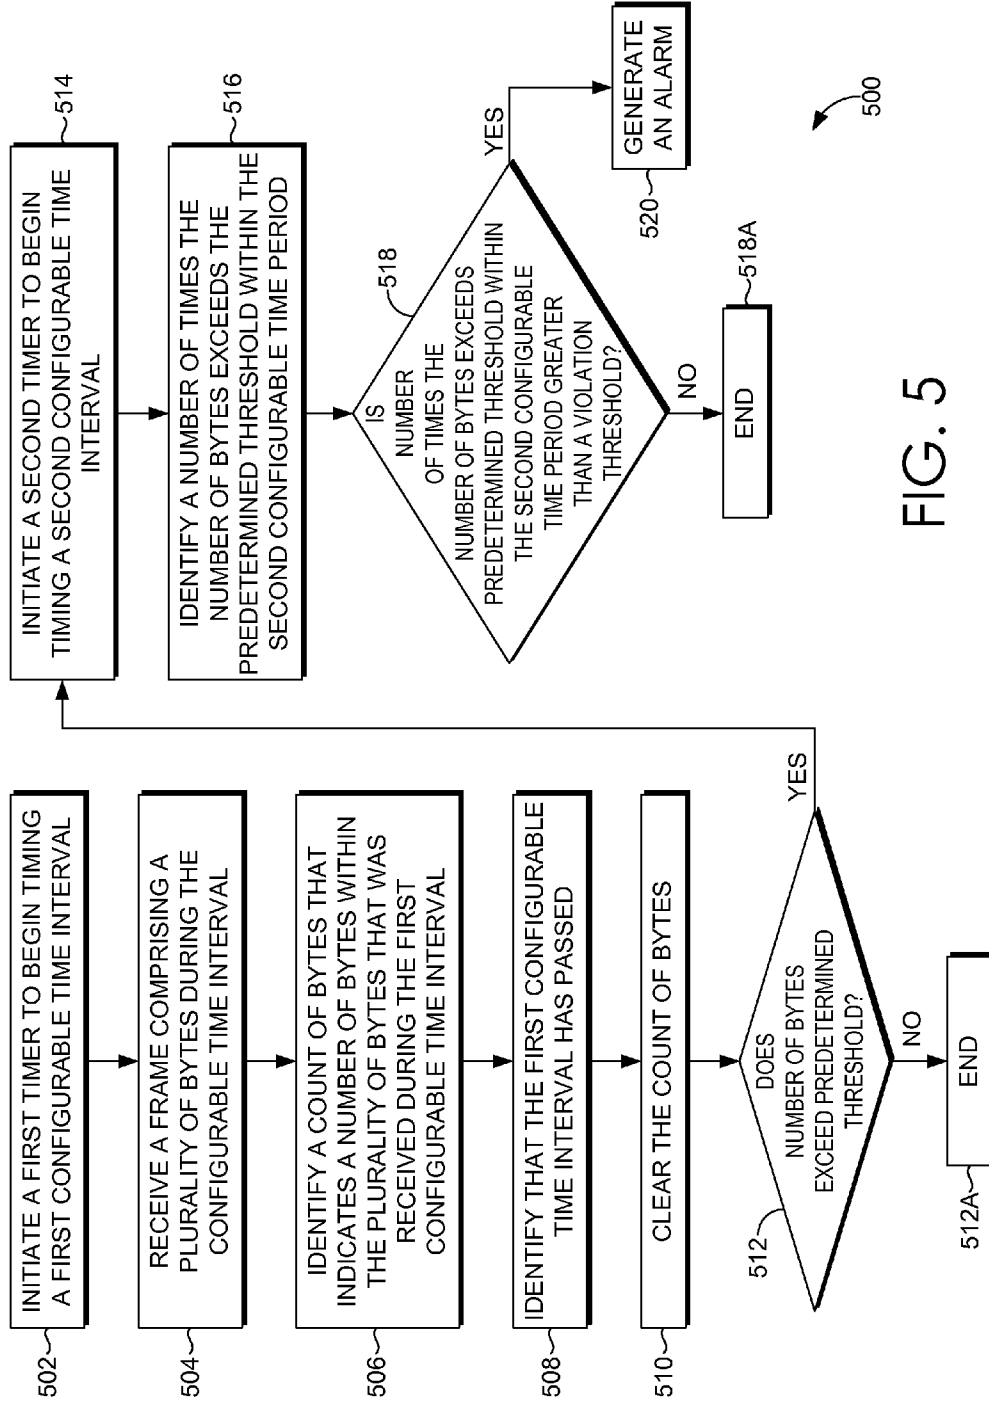 502
INITIATE A FIRST TIMER TO BEGIN TIMING
A FIRST CONFIGURABLE TIME INTERVAL
504
RECEIVE A FRAME COMPRISING A
PLURALITY OF BYTES DURING THE
CONFIGURABLE TIME INTERVAL
506
IDENTIFY A COUNT OF BYTES THAT
INDICATES A NUMBER OF BYTES WITHIN
THE PLURALITY OF BYTES THAT WAS
RECEIVED DURING THE FIRST
CONFIGURABLE TIME INTERVAL
508
IDENTIFY THAT THE FIRST CONFIGURABLE
TIME INTERVAL HAS PASSED
510
CLEAR THE COUNT OF BYTES
512
DOES
NUMBER OF BYTES
EXCEED PREDETERMINED
THRESHOLD?
YES
NO
512A
END
514
INITIATE A SECOND TIMER TO BEGIN
TIMING A SECOND CONFIGURABLE TIME
INTERVAL
516
IDENTIFY A NUMBER OF TIMES THE
NUMBER OF BYTES EXCEEDS THE
PREDETERMINED THRESHOLD WITHIN THE
SECOND CONFIGURABLE TIME PERIOD
518
IS
NUMBER
OF TIMES THE
NUMBER OF BYTES EXCEEDS
PREDETERMINED THRESHOLD WITHIN
THE SECOND CONFIGURABLE
TIME PERIOD GREATER
THAN A VIOLATION
THRESHOLD?
YES
NO
520
GENERATE
AN ALARM
518A
END
500
FIG. 5